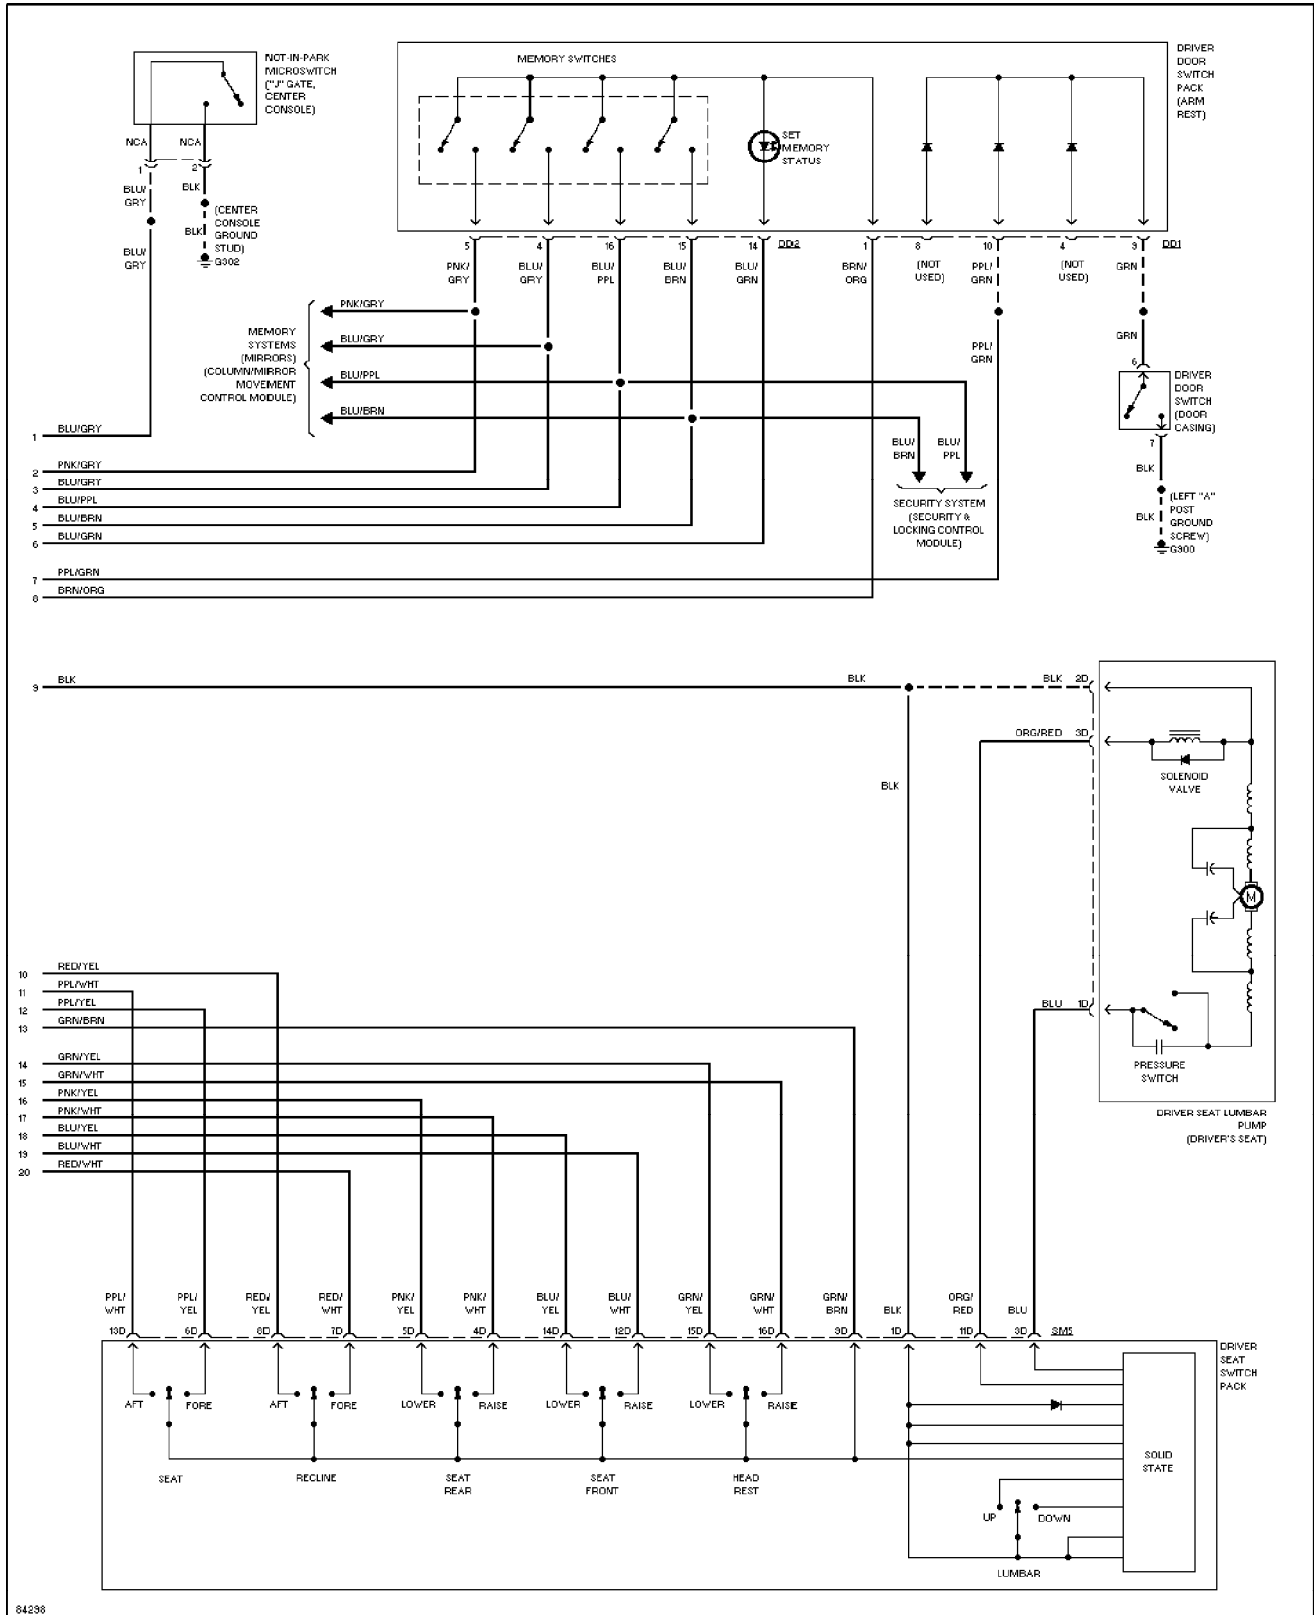 NOT-IN-PARK
MICROSWITCH
("J" GATE,
CENTER
CONSOLE)
NCA
NCA
1
2
BLU/
GRY
BLK
(CENTER
CONSOLE
GROUND
STUD)
BLK
G302
BLU/
GRY
MEMORY SWITCHES
SET
MEMORY
STATUS
DRIVER
DOOR
SWITCH
PACK
(ARM
REST)
5
4
16
15
14
DDI2
1
8
10
4
9
DD1
PNK/
GRY
BLU/
GRY
BLU/
PPL
BLU/
BRN
BLU/
GRN
BRN/
ORG
(NOT
USED)
PPL/
GRN
(NOT
USED)
GRN
PNK/GRY
BLU/GRY
BLU/PPL
BLU/BRN
MEMORY
SYSTEMS
(MIRRORS)
(COLUMN/MIRROR
MOVEMENT
CONTROL MODULE)
PPL/
GRN
GRN
6
DRIVER
DOOR
SWITCH
(DOOR
CASING)
7
BLK
(LEFT "A"
POST
GROUND
SCREW)
BLK
G900
BLU/
BRN
BLU/
PPL
SECURITY SYSTEM
(SECURITY &
LOCKING CONTROL
MODULE)
1 BLU/GRY
2 PNK/GRY
3 BLU/GRY
4 BLU/PPL
5 BLU/BRN
6 BLU/GRN
7 PPL/GRN
8 BRN/ORG
9 BLK
BLK
BLK 2D
ORG/RED 3D
BLK
SOLENOID
VALVE
M
BLU 1D
PRESSURE
SWITCH
DRIVER SEAT LUMBAR
PUMP
(DRIVER'S SEAT)
10 RED/YEL
11 PPL/WHT
12 PPL/YEL
13 GRN/BRN
14 GRN/YEL
15 GRN/WHT
16 PNK/YEL
17 PNK/WHT
18 BLU/YEL
19 BLU/WHT
20 RED/WHT
PPL/
WHT
PPL/
YEL
RED/
YEL
RED/
WHT
PNK/
YEL
PNK/
WHT
BLU/
YEL
BLU/
WHT
GRN/
YEL
GRN/
WHT
GRN/
BRN
BLK
ORG/
RED
BLU
13D
6D
8D
7D
5D
4D
14D
12D
15D
16D
9D
1D
11D
3D
SM5
DRIVER
SEAT
SWITCH
PACK
AFT
FORE
AFT
FORE
LOWER
RAISE
LOWER
RAISE
LOWER
RAISE
SEAT
RECLINE
SEAT
REAR
SEAT
FRONT
HEAD
REST
SOLID
STATE
UP
DOWN
LUMBAR
84298